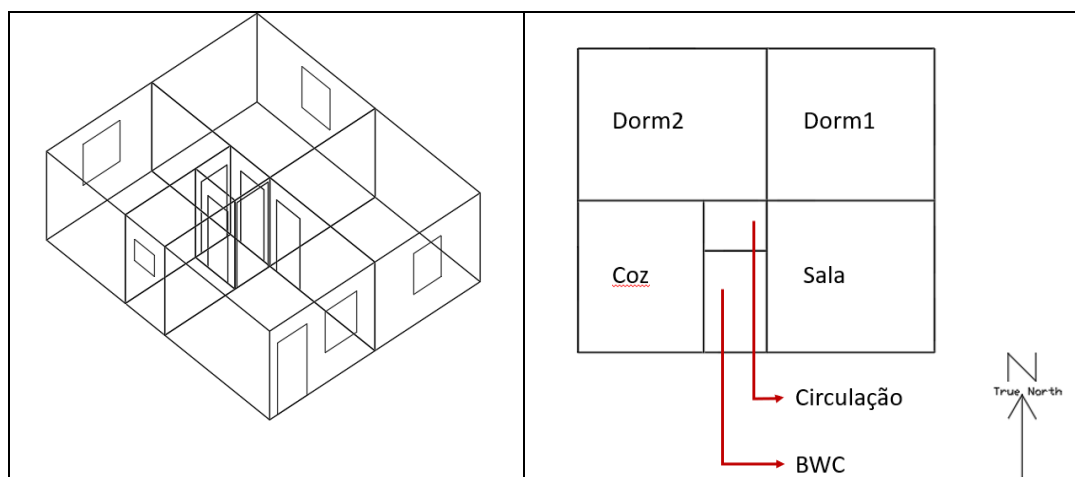 Dorm2
Dorm1
Coz
Sala
Circulação
BWC
N
True North